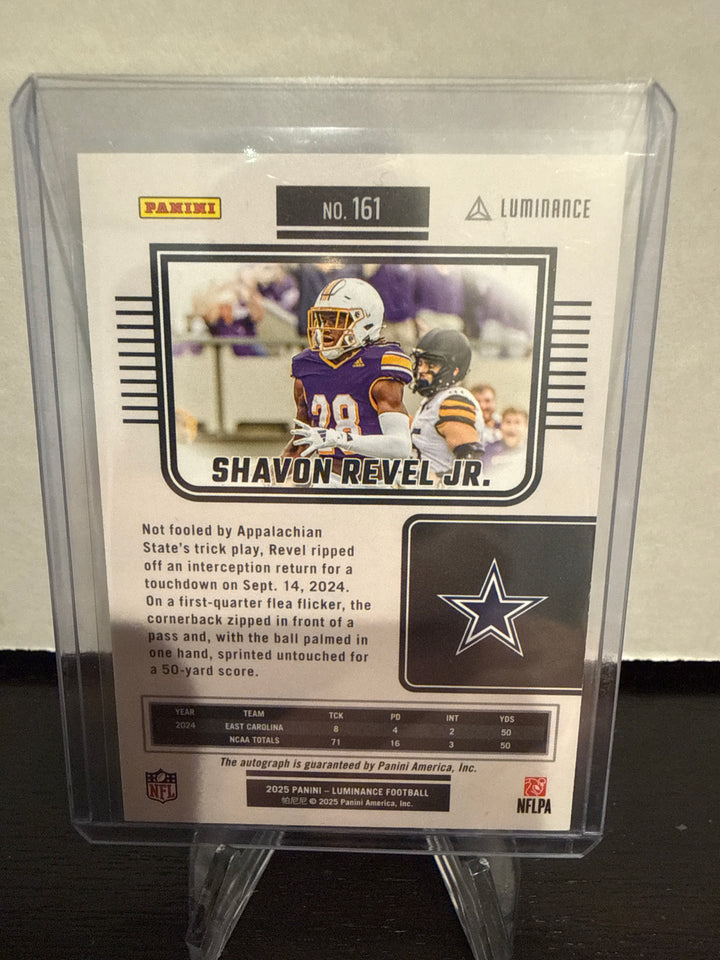 PANINI
NO. 161
LUMINANCE
28
SHAVON REVEL JR.
Not fooled by Appalachian
State's trick play, Revel ripped
off an interception return for a
touchdown on Sept. 14, 2024.
On a first-quarter flea flicker, the
cornerback zipped in front of a
pass and, with the ball palmed in
one hand, sprinted untouched for
a 50-yard score.
YEAR TEAM TCK PD INT YDS
2024 EAST CAROLINA 8 4 2 50
NCAA TOTALS 71 16 3 50
The autograph is guaranteed by Panini America, Inc.
NFL
2025 PANINI – LUMINANCE FOOTBALL
帕尼尼 © 2025 Panini America, Inc.
NFLPA